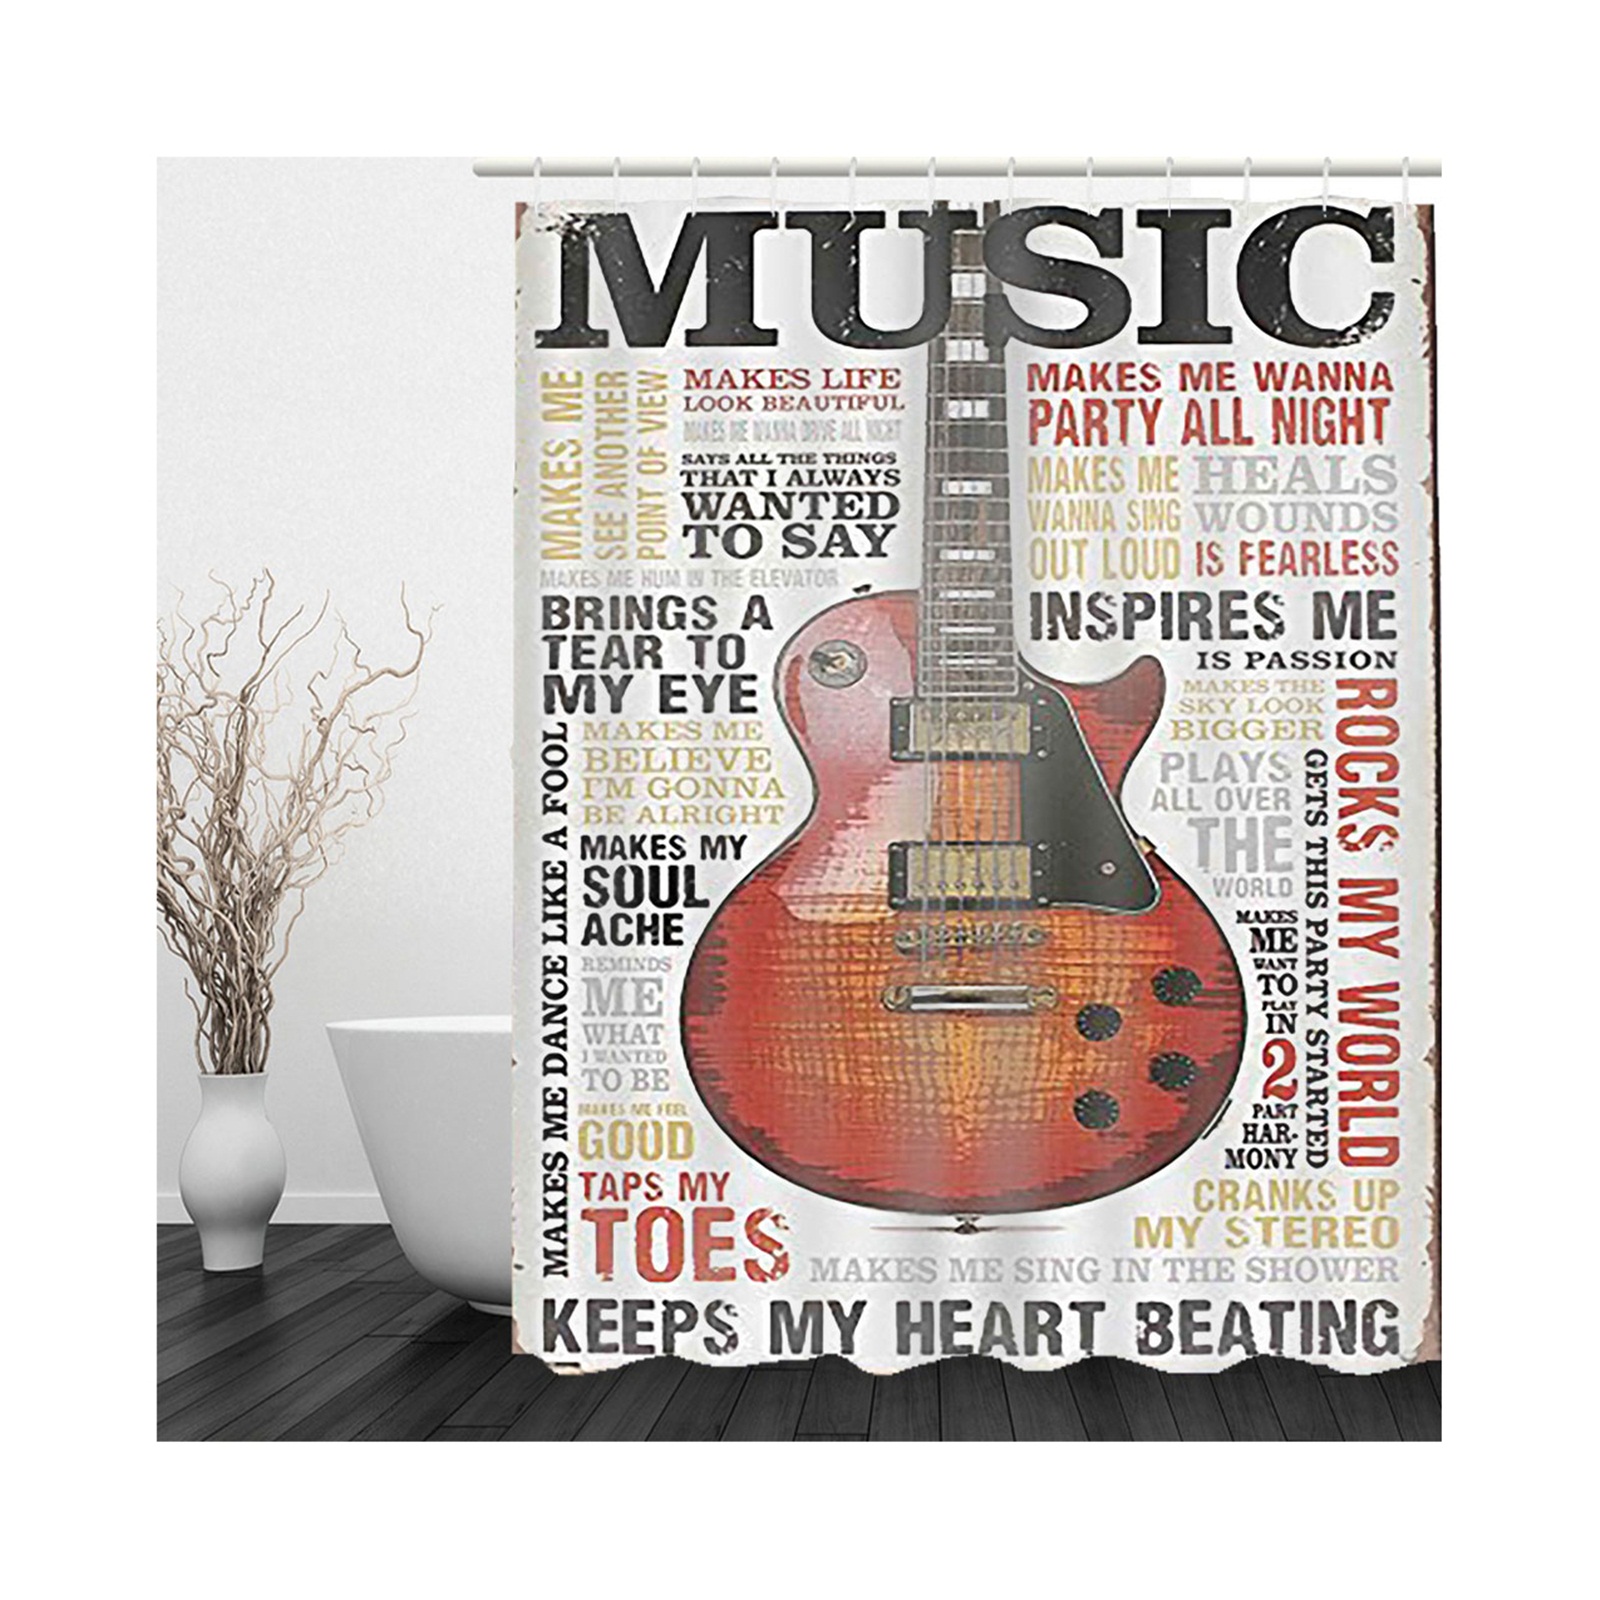 MUSIC
MAKES ME
SEE ANOTHER
POINT OF VIEW
MAKES LIFE
LOOK BEAUTIFUL
MAKES ME WANNA DRIVE ALL NIGHT
SAYS ALL THE THINGS
THAT I ALWAYS
WANTED
TO SAY
MAKES ME HUM IN THE ELEVATOR
BRINGS A
TEAR TO
MY EYE
MAKES ME DANCE LIKE A FOOL
MAKES ME
BELIEVE
I'M GONNA
BE ALRIGHT
MAKES MY
SOUL
ACHE
REMINDS
ME
WHAT
I WANTED
TO BE
MAKES ME FEEL
GOOD
TAPS MY
TOES
MAKES ME WANNA
PARTY ALL NIGHT
MAKES ME
WANNA SING
OUT LOUD
HEALS
WOUNDS
IS FEARLESS
INSPIRES ME
IS PASSION
MAKES THE
SKY LOOK
BIGGER
ROCKS MY WORLD
PLAYS
ALL OVER
THE
WORLD
GETS THIS PARTY STARTED
MAKES
ME
WANT
TO
PLAY
IN
2
PART
HAR-
MONY
CRANKS UP
MY STEREO
MAKES ME SING IN THE SHOWER
KEEPS MY HEART BEATING